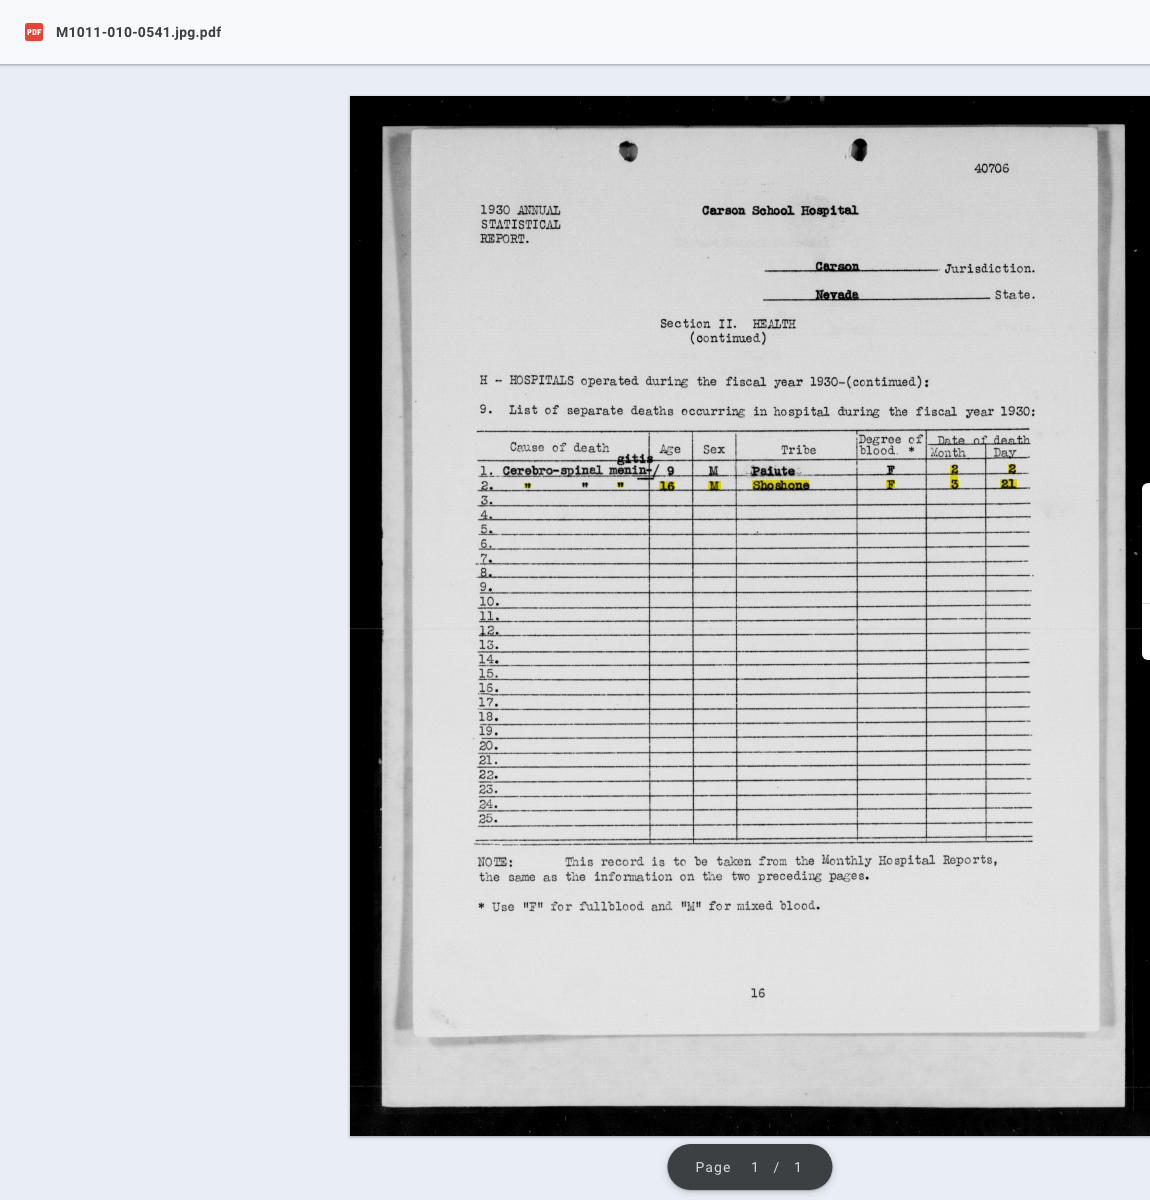 PDF M1011-010-0541.jpg.pdf
40706
1930 ANNUAL Carson School Hospital
STATISTICAL
REPORT.
Carson Jurisdiction.
Nevada State.
Section II. HEALTH
(continued)
H - HOSPITALS operated during the fiscal year 1930-(continued):
9. List of separate deaths occurring in hospital during the fiscal year 1930:
Cause of death Age Sex Tribe Degree of blood. * Date of death Month Day
gitis
1. Cerebro-spinal menin-/ 9 M Paiute F 2 2
2. " " " 16 M Shoshone F 3 21
3.
4.
5.
6.
7.
8.
9.
10.
11.
12.
13.
14.
15.
16.
17.
18.
19.
20.
21.
22.
23.
24.
25.
NOTE: This record is to be taken from the Monthly Hospital Reports,
the same as the information on the two preceding pages.
* Use "F" for fullblood and "M" for mixed blood.
16
Page 1 / 1